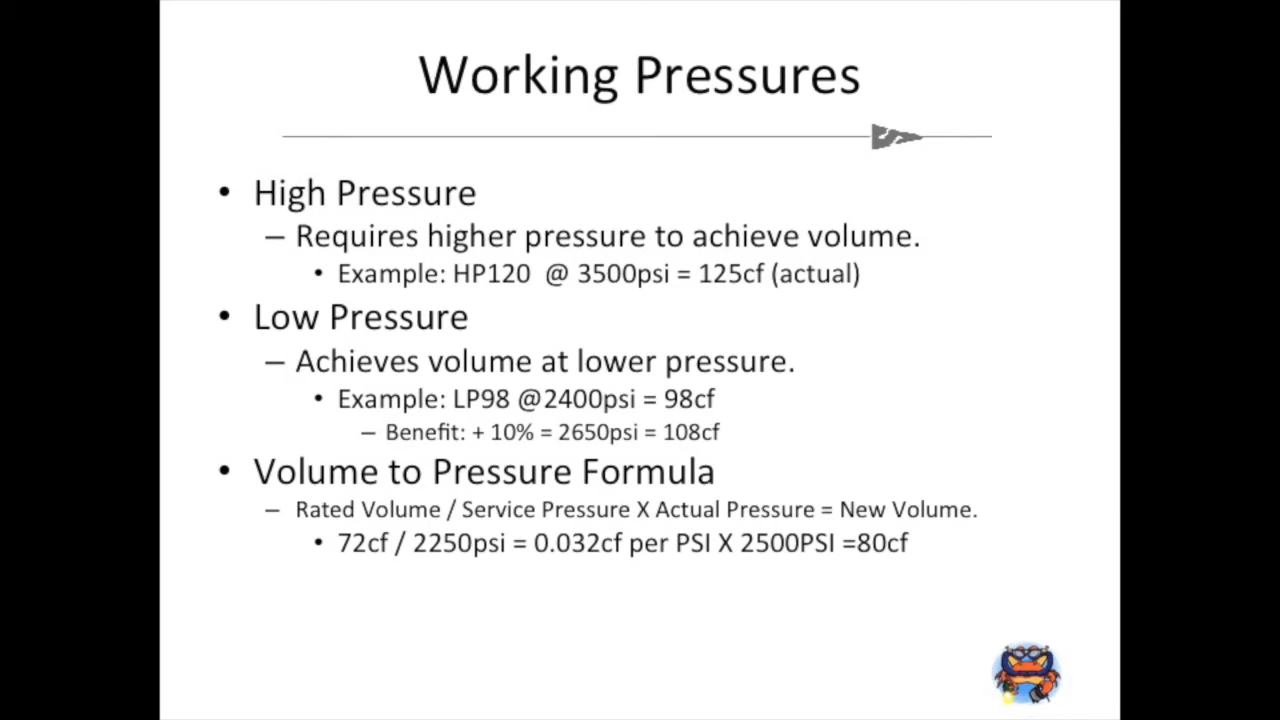 Working Pressures
• High Pressure
– Requires higher pressure to achieve volume.
• Example: HP120 @ 3500psi = 125cf (actual)
• Low Pressure
– Achieves volume at lower pressure.
• Example: LP98 @2400psi = 98cf
– Benefit: + 10% = 2650psi = 108cf
• Volume to Pressure Formula
– Rated Volume / Service Pressure X Actual Pressure = New Volume.
• 72cf / 2250psi = 0.032cf per PSI X 2500PSI =80cf